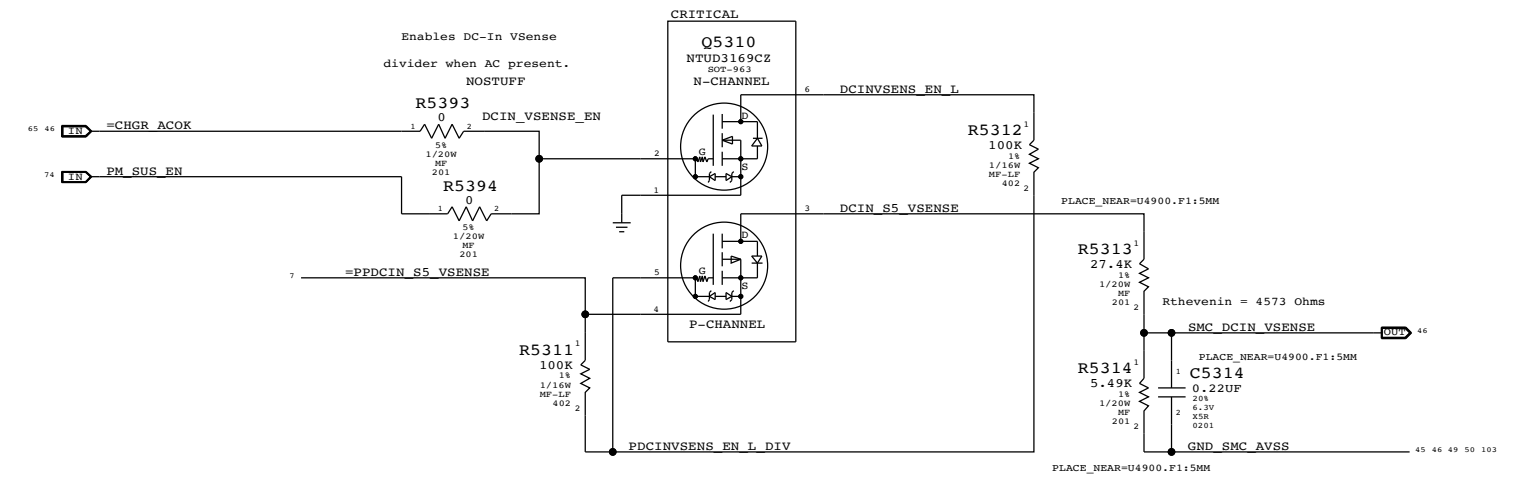 CRITICAL
Enables DC-In VSense
divider when AC present.
NOSTUFF
Q5310
NTUD3169CZ
SOT-963
N-CHANNEL
R5393
0
1
2
5%
1/20W
MF
201
DCIN_VSENSE_EN
65 46
IN
=CHGR_ACOK
74
IN
PM_SUS_EN
R5394
0
1
2
5%
1/20W
MF
201
2
1
G
D
S
6
DCINVSENS_EN_L
R5312
1
100K
1%
1/16W
MF-LF
402
2
3
DCIN_S5_VSENSE
PLACE_NEAR=U4900.F1:5MM
7
=PPDCIN_S5_VSENSE
5
4
G
D
S
P-CHANNEL
R5313
1
27.4K
1%
1/20W
MF
201
2
Rthevenin = 4573 Ohms
SMC_DCIN_VSENSE
OUT
46
PLACE_NEAR=U4900.F1:5MM
R5311
1
100K
1%
1/16W
MF-LF
402
2
R5314
1
5.49K
1%
1/20W
MF
201
2
1
C5314
0.22UF
20%
6.3V
X5R
0201
2
PDCINVSENS_EN_L_DIV
GND_SMC_AVSS
45 46 49 50 103
PLACE_NEAR=U4900.F1:5MM